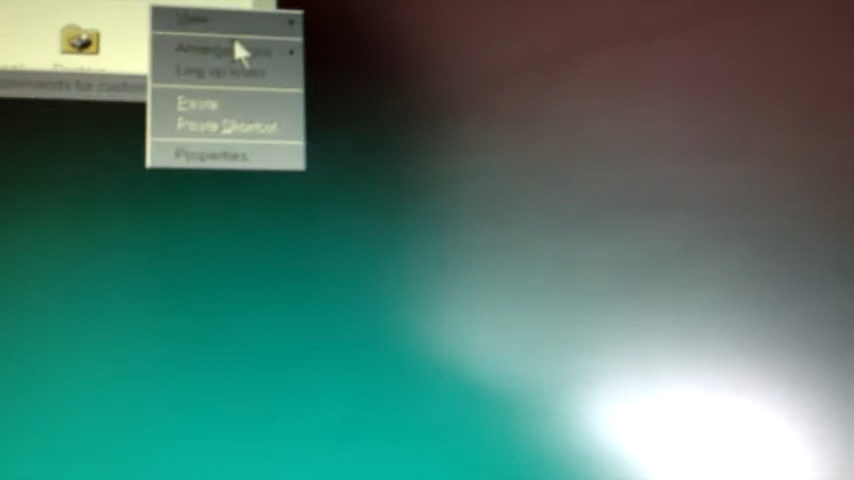 View
Arrange Icons
Line up Icons
Paste
Paste Shortcut
Properties